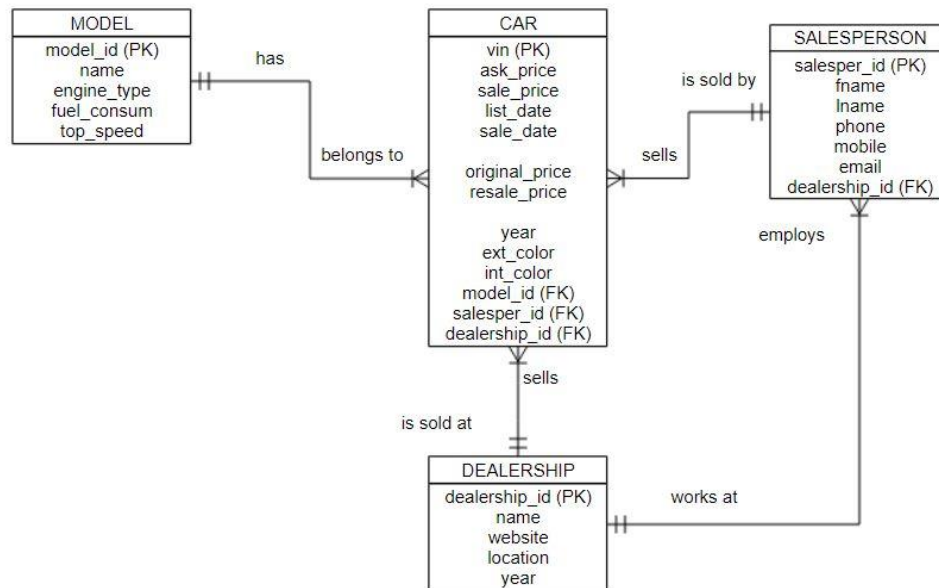 MODEL
model_id (PK)
name
engine_type
fuel_consum
top_speed
has
belongs to
CAR
vin (PK)
ask_price
sale_price
list_date
sale_date
original_price
resale_price
year
ext_color
int_color
model_id (FK)
salesper_id (FK)
dealership_id (FK)
is sold by
sells
SALESPERSON
salesper_id (PK)
fname
lname
phone
mobile
email
dealership_id (FK)
employs
sells
is sold at
DEALERSHIP
dealership_id (PK)
name
website
location
year
works at